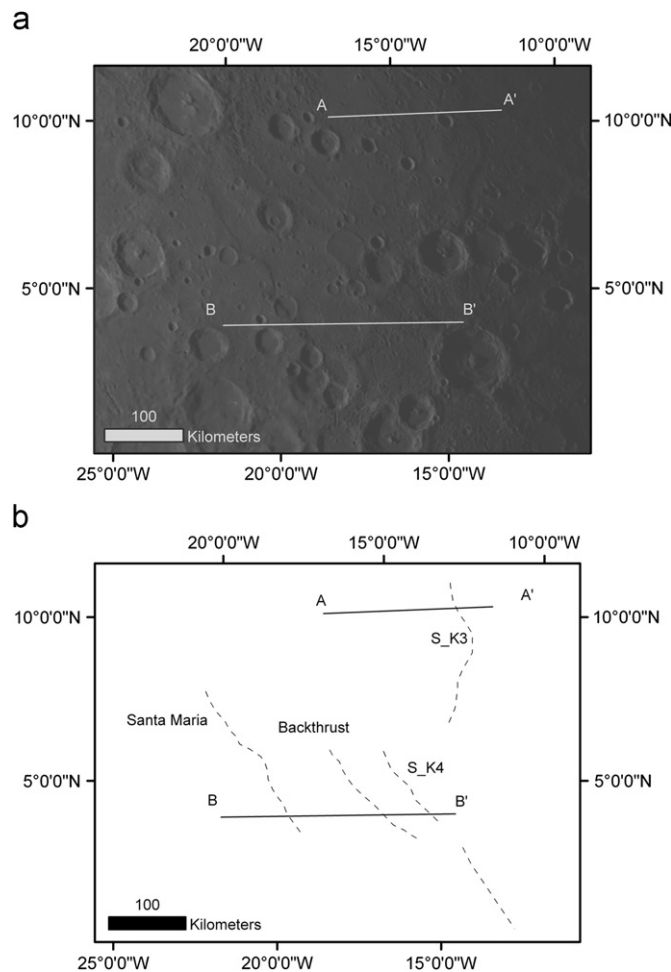 a
20°0'0"W 15°0'0"W 10°0'0"W
A A'
10°0'0"N 10°0'0"N
5°0'0"N 5°0'0"N
B B'
100
Kilometers
25°0'0"W 20°0'0"W 15°0'0"W
b
20°0'0"W 15°0'0"W 10°0'0"W
A A'
10°0'0"N 10°0'0"N
S_K3
Santa Maria Backthrust
S_K4
5°0'0"N 5°0'0"N
B B'
100
Kilometers
25°0'0"W 20°0'0"W 15°0'0"W